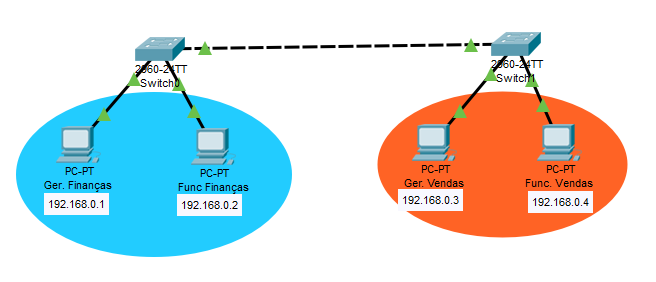 2960-24TT
Switch0
2960-24TT
Switch1
PC-PT
Ger. Finanças
192.168.0.1
PC-PT
Func Finanças
192.168.0.2
PC-PT
Ger. Vendas
192.168.0.3
PC-PT
Func. Vendas
192.168.0.4